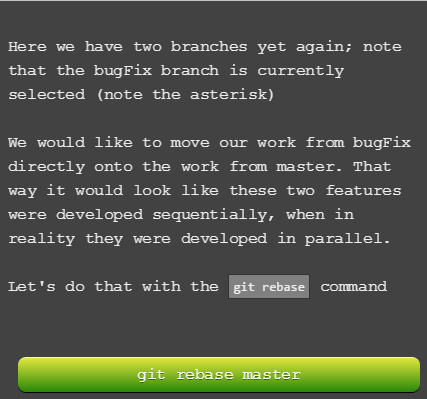 Here we have two branches yet again; note
that the bugFix branch is currently
selected (note the asterisk)
We would like to move our work from bugFix
directly onto the work from master. That
way it would look like these two features
were developed sequentially, when in
reality they were developed in parallel.
Let's do that with the git rebase command
git rebase master